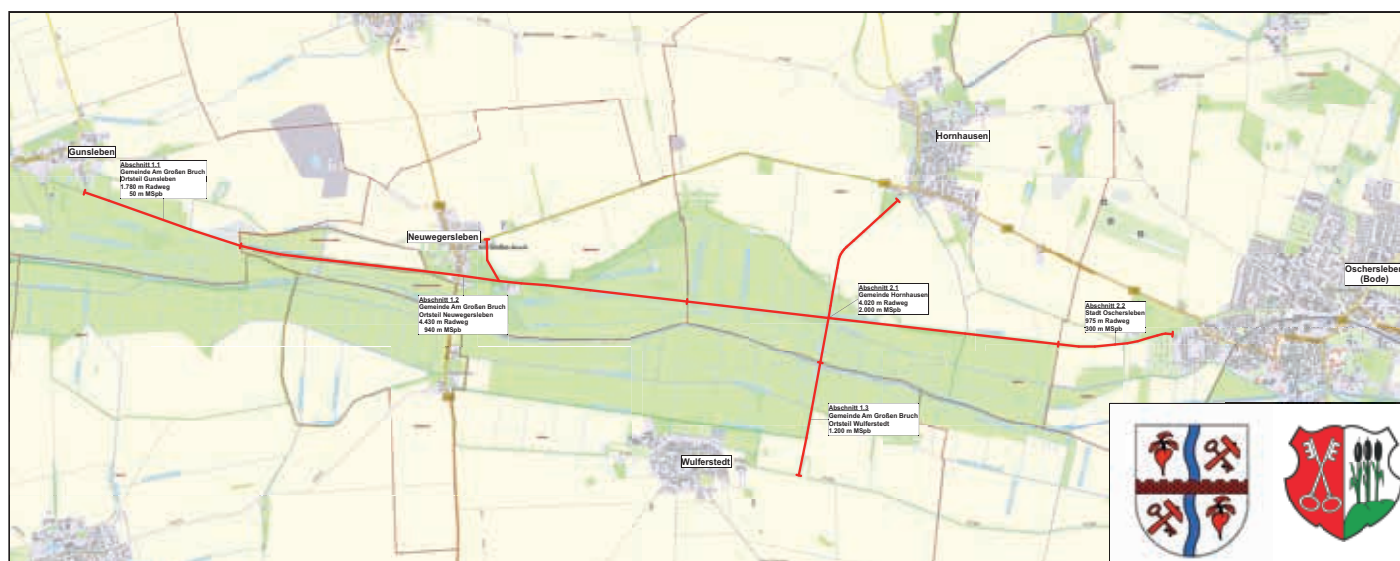 Gunsleben
Abschnitt 1.1
Gemeinde Am Großen Bruch
Ortsteil Gunsleben
1.780 m Radweg
50 m MSpb
Hornhausen
Neuwegersleben
Abschnitt 1.2
Gemeinde Am Großen Bruch
Ortsteil Neuwegersleben
4.430 m Radweg
940 m MSpb
Abschnitt 2.1
Gemeinde Hornhausen
4.020 m Radweg
2.000 m MSpb
Oschersleben
(Bode)
Abschnitt 2.2
Stadt Oschersleben
975 m Radweg
300 m MSpb
Abschnitt 1.3
Gemeinde Am Großen Bruch
Ortsteil Wulferstedt
1.200 m MSpb
Wulferstedt